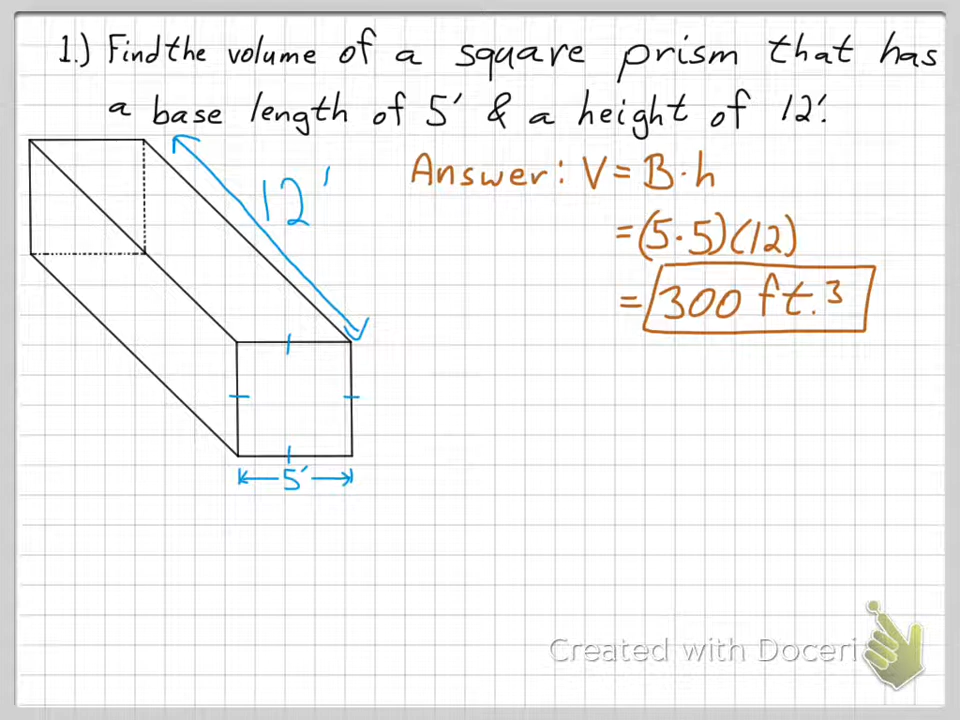 1.) Find the volume of a square prism that has
a base length of 5' & a height of 12'.
Answer: V = B·h
= (5·5)(12)
= 300 ft.³
12'
5'
Created with Doceri